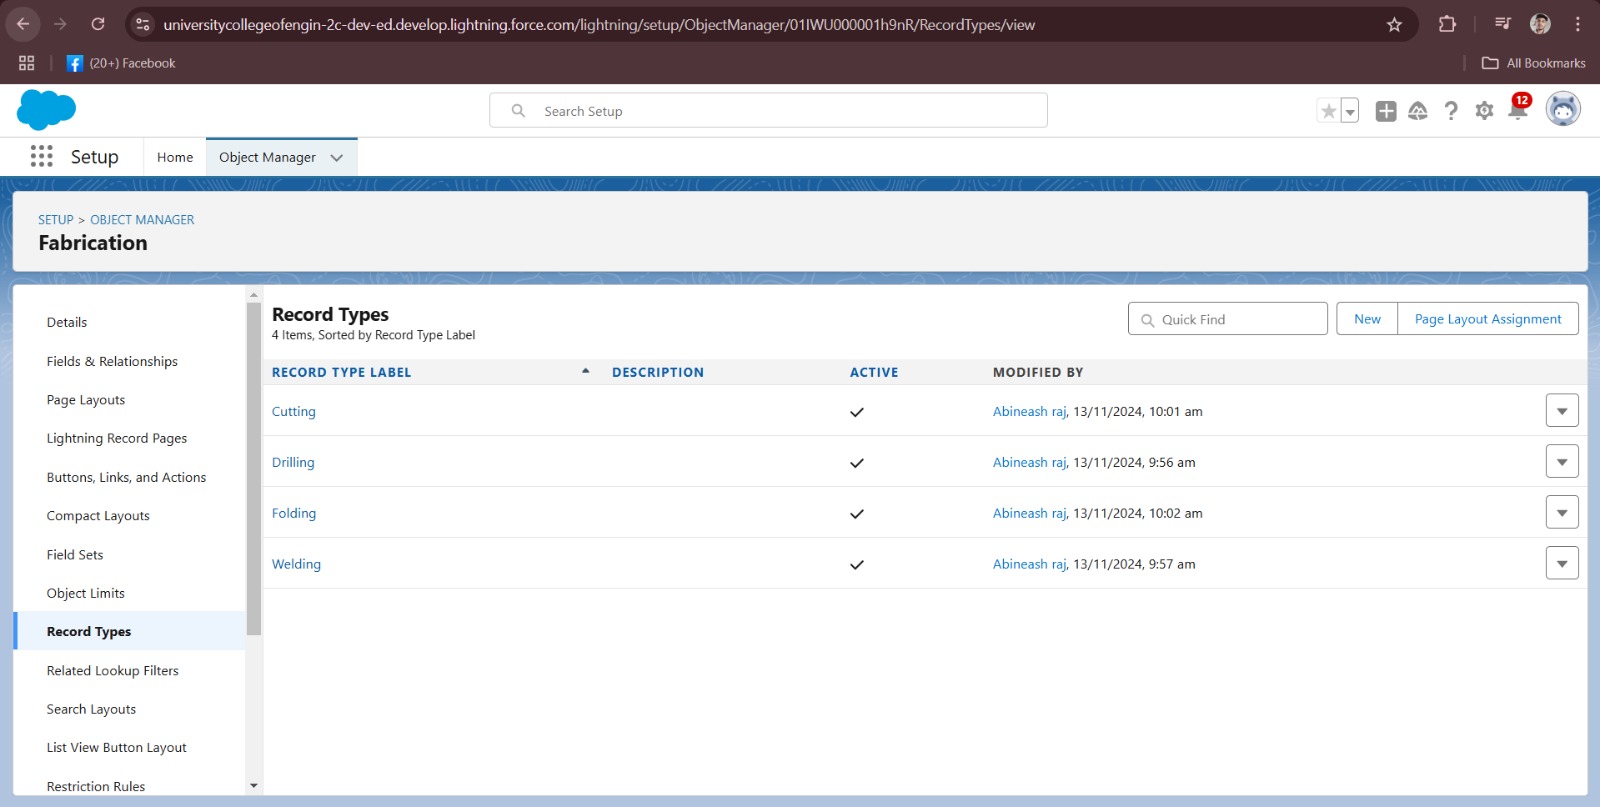 universitycollegeofengin-2c-dev-ed.develop.lightning.force.com/lightning/setup/ObjectManager/01IWU000001h9nR/RecordTypes/view
(20+) Facebook
All Bookmarks
Search Setup
12
Setup
Home
Object Manager
SETUP > OBJECT MANAGER
Fabrication
Details
Fields & Relationships
Page Layouts
Lightning Record Pages
Buttons, Links, and Actions
Compact Layouts
Field Sets
Object Limits
Record Types
Related Lookup Filters
Search Layouts
List View Button Layout
Restriction Rules
Record Types
4 Items, Sorted by Record Type Label
Quick Find
New
Page Layout Assignment
RECORD TYPE LABEL DESCRIPTION ACTIVE MODIFIED BY
Cutting Abineash raj, 13/11/2024, 10:01 am
Drilling Abineash raj, 13/11/2024, 9:56 am
Folding Abineash raj, 13/11/2024, 10:02 am
Welding Abineash raj, 13/11/2024, 9:57 am